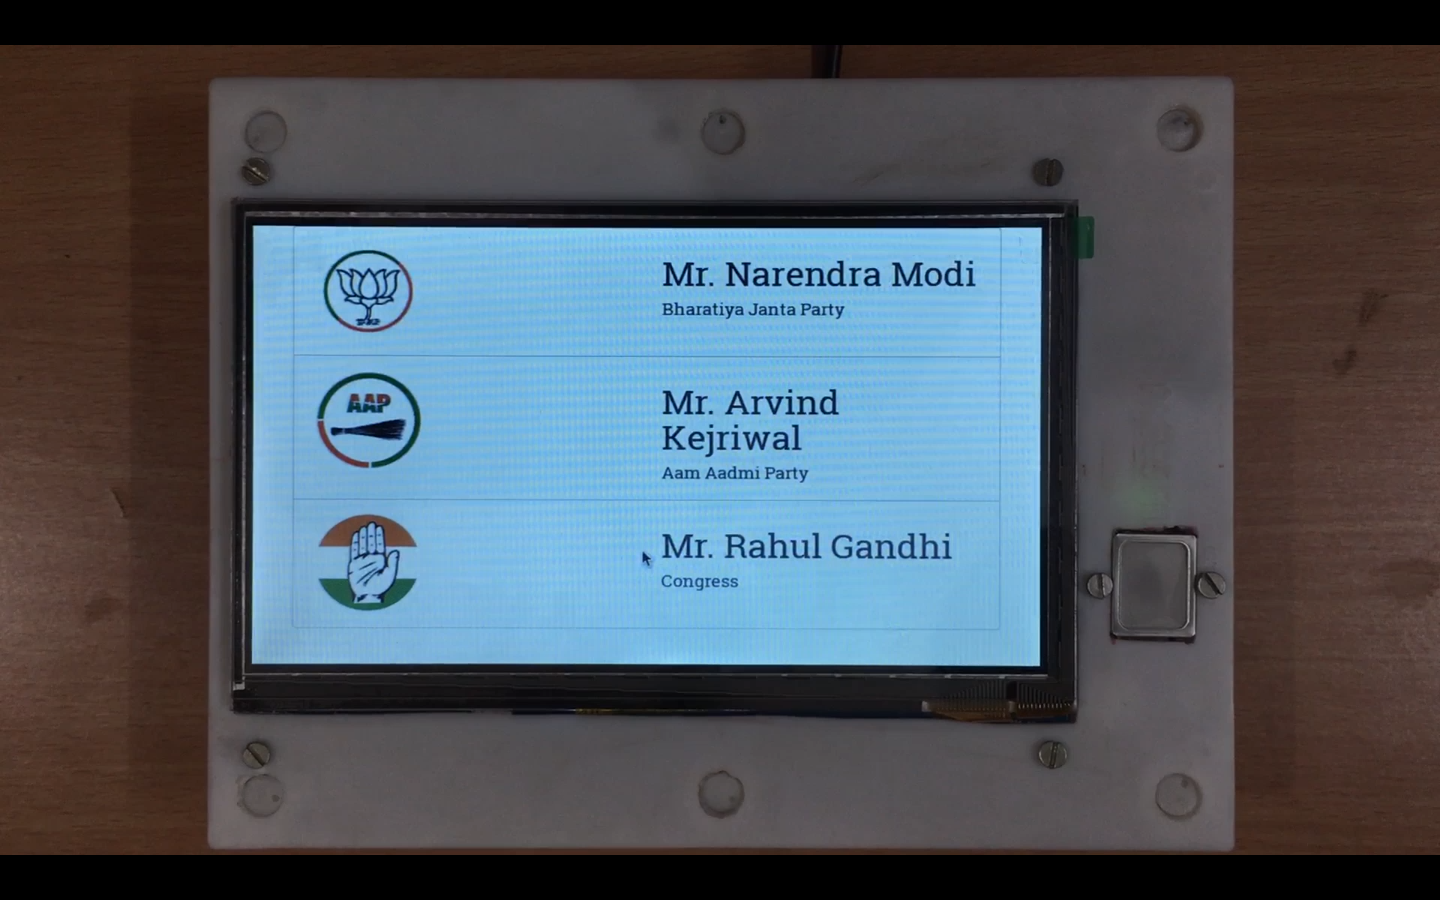 Mr. Narendra Modi
Bharatiya Janta Party
AAP
Mr. Arvind
Kejriwal
Aam Aadmi Party
Mr. Rahul Gandhi
Congress